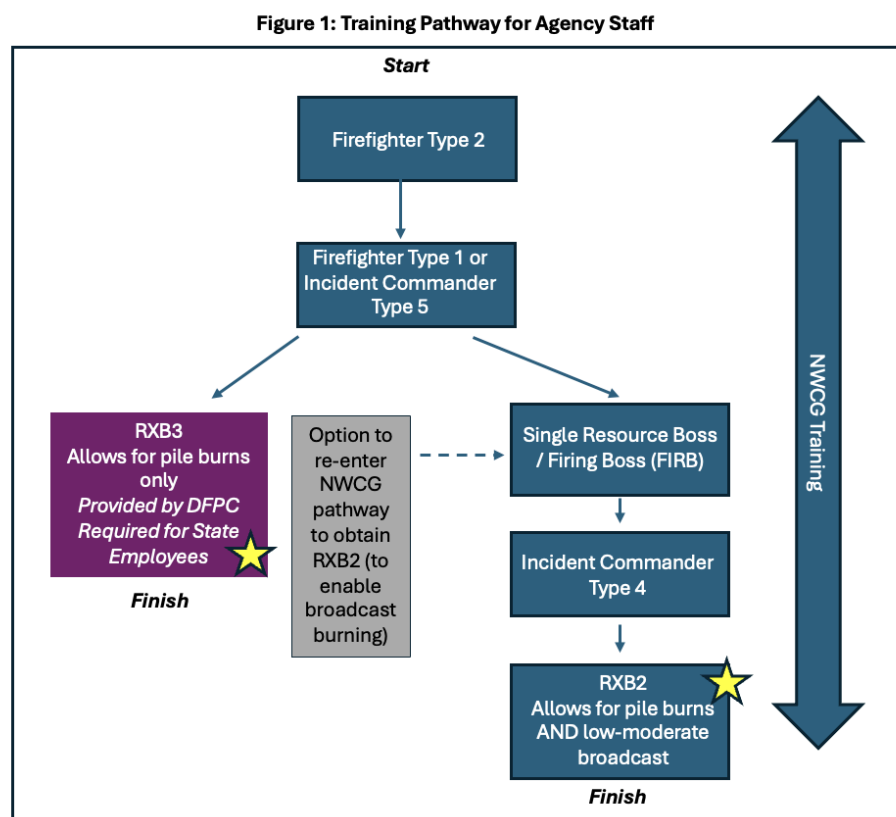 Figure 1: Training Pathway for Agency Staff
Start
Firefighter Type 2
Firefighter Type 1 or
Incident Commander
Type 5
RXB3
Allows for pile burns
only
Provided by DFPC
Required for State
Employees
Finish
Option to
re-enter
NWCG
pathway
to obtain
RXB2 (to
enable
broadcast
burning)
Single Resource Boss
/ Firing Boss (FIRB)
Incident Commander
Type 4
RXB2
Allows for pile burns
AND low-moderate
broadcast
Finish
NWCG Training